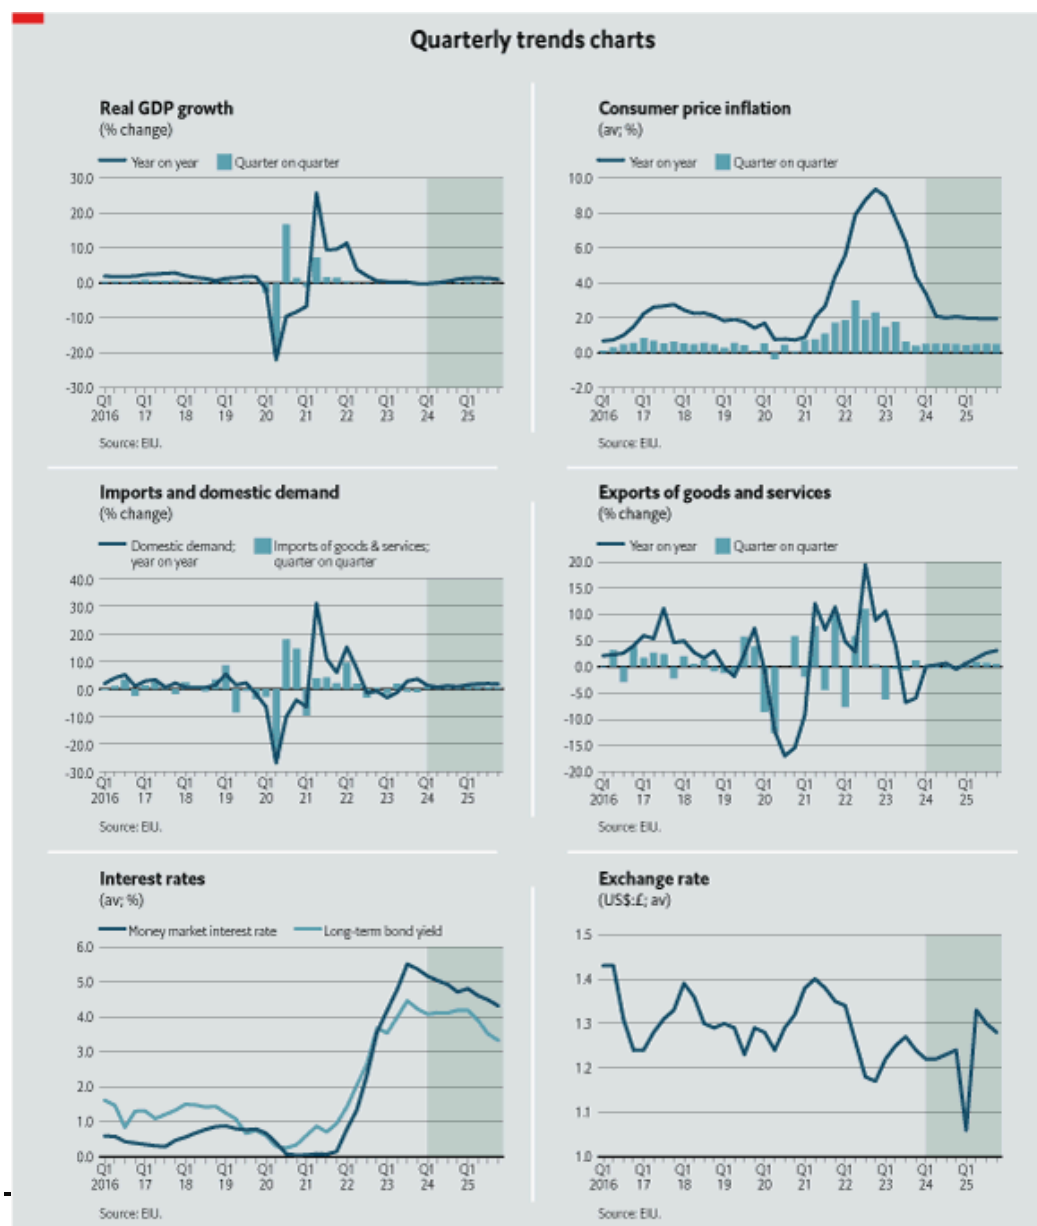 Quarterly trends charts
Real GDP growth
(% change)
Year on year Quarter on quarter
30.0
20.0
10.0
0.0
-10.0
-20.0
-30.0
Q1 Q1 Q1 Q1 Q1 Q1 Q1 Q1 Q1 Q1
2016 17 18 19 20 21 22 23 24 25
Source: EIU.
Consumer price inflation
(av; %)
Year on year Quarter on quarter
10.0
8.0
6.0
4.0
2.0
0.0
-2.0
Q1 Q1 Q1 Q1 Q1 Q1 Q1 Q1 Q1 Q1
2016 17 18 19 20 21 22 23 24 25
Source: EIU.
Imports and domestic demand
(% change)
Domestic demand; Imports of goods & services;
year on year quarter on quarter
40.0
30.0
20.0
10.0
0.0
-10.0
-20.0
-30.0
Q1 Q1 Q1 Q1 Q1 Q1 Q1 Q1 Q1 Q1
2016 17 18 19 20 21 22 23 24 25
Source: EIU.
Exports of goods and services
(% change)
Year on year Quarter on quarter
20.0
15.0
10.0
5.0
0.0
-5.0
-10.0
-15.0
-20.0
Q1 Q1 Q1 Q1 Q1 Q1 Q1 Q1 Q1 Q1
2016 17 18 19 20 21 22 23 24 25
Source: EIU.
Interest rates
(av; %)
Money market interest rate Long-term bond yield
6.0
5.0
4.0
3.0
2.0
1.0
0.0
Q1 Q1 Q1 Q1 Q1 Q1 Q1 Q1 Q1 Q1
2016 17 18 19 20 21 22 23 24 25
Source: EIU.
Exchange rate
(US$:£; av)
1.5
1.4
1.3
1.2
1.1
1.0
Q1 Q1 Q1 Q1 Q1 Q1 Q1 Q1 Q1 Q1
2016 17 18 19 20 21 22 23 24 25
Source: EIU.